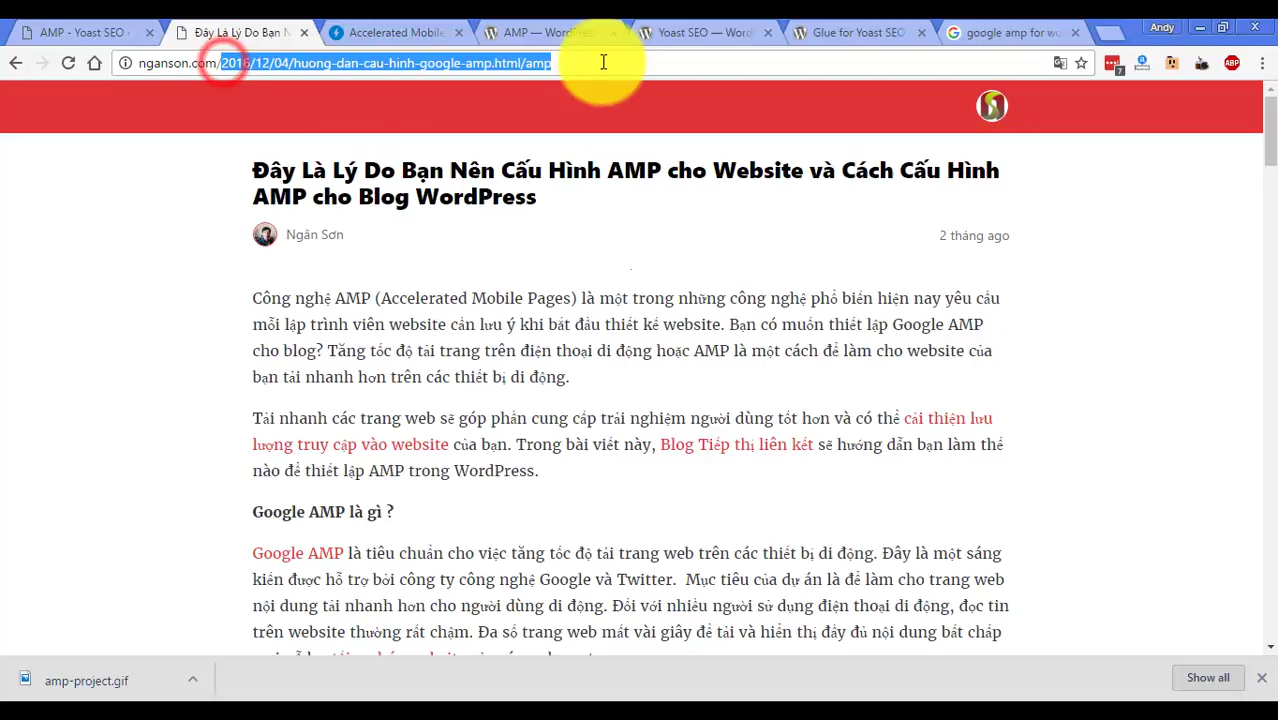 AMP - Yoast SEO
Đây Là Lý Do Bạn N
Accelerated Mobile
AMP — WordPress
Yoast SEO — Word
Glue for Yoast SEO
google amp for wo
Andy
nganson.com/2016/12/04/huong-dan-cau-hinh-google-amp.html/amp
7
ABP
Đây Là Lý Do Bạn Nên Cấu Hình AMP cho Website và Cách Cấu Hình
AMP cho Blog WordPress
Ngân Sơn
2 tháng ago
Công nghệ AMP (Accelerated Mobile Pages) là một trong những công nghệ phổ biến hiện nay yêu cầu
mỗi lập trình viên website cần lưu ý khi bắt đầu thiết kế website. Bạn có muốn thiết lập Google AMP
cho blog? Tăng tốc độ tải trang trên điện thoại di động hoặc AMP là một cách để làm cho website của
bạn tải nhanh hơn trên các thiết bị di động.
Tải nhanh các trang web sẽ góp phần cung cấp trải nghiệm người dùng tốt hơn và có thể cải thiện lưu
lượng truy cập vào website của bạn. Trong bài viết này, Blog Tiếp thị liên kết sẽ hướng dẫn bạn làm thế
nào để thiết lập AMP trong WordPress.
Google AMP là gì ?
Google AMP là tiêu chuẩn cho việc tăng tốc độ tải trang web trên các thiết bị di động. Đây là một sáng
kiến được hỗ trợ bởi công ty công nghệ Google và Twitter. Mục tiêu của dự án là để làm cho trang web
nội dung tải nhanh hơn cho người dùng di động. Đối với nhiều người sử dụng điện thoại di động, đọc tin
trên website thường rất chậm. Đa số trang web mất vài giây để tải và hiển thị đầy đủ nội dung bất chấp
amp-project.gif
Show all